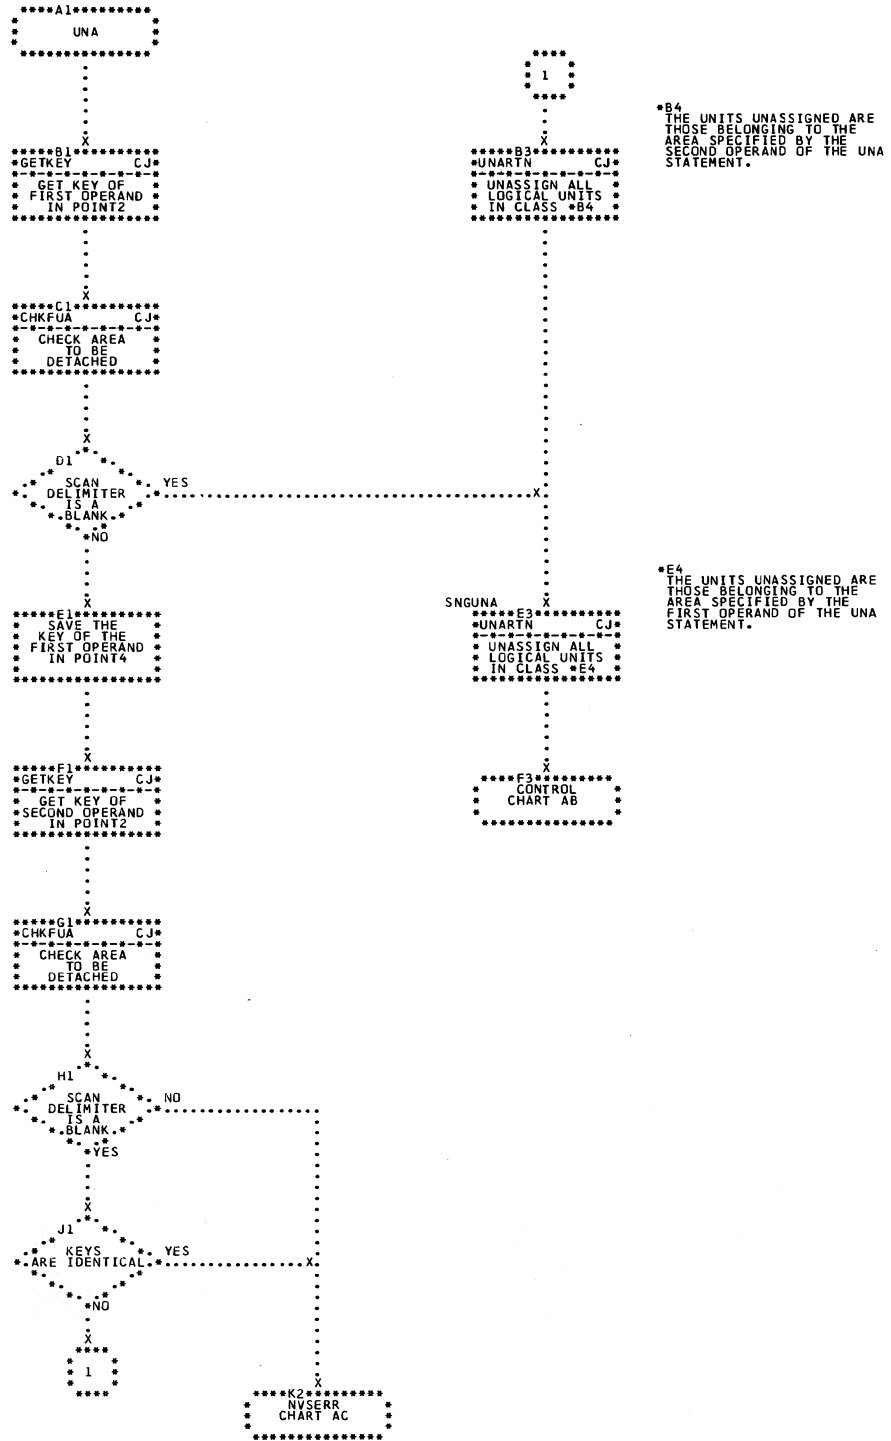 A1
UNA
B1
GETKEY CJ
GET KEY OF
FIRST OPERAND
IN POINT2
C1
CHKFUA CJ
CHECK AREA
TO BE
DETACHED
D1
SCAN
DELIMITER
IS A
BLANK
YES
NO
E1
SAVE THE
KEY OF THE
FIRST OPERAND
IN POINT4
F1
GETKEY CJ
GET KEY OF
SECOND OPERAND
IN POINT2
G1
CHKFUA CJ
CHECK AREA
TO BE
DETACHED
H1
SCAN
DELIMITER
IS A
BLANK
NO
YES
J1
KEYS
ARE IDENTICAL
YES
NO
1
K2
NVSERR
CHART AC
1
B3
UNARTN CJ
UNASSIGN ALL
LOGICAL UNITS
IN CLASS *B4
SNGUNA
E3
UNARTN CJ
UNASSIGN ALL
LOGICAL UNITS
IN CLASS *E4
F3
CONTROL
CHART AB
*B4
THE UNITS UNASSIGNED ARE
THOSE BELONGING TO THE
AREA SPECIFIED BY THE
SECOND OPERAND OF THE UNA
STATEMENT.
*E4
THE UNITS UNASSIGNED ARE
THOSE BELONGING TO THE
AREA SPECIFIED BY THE
FIRST OPERAND OF THE UNA
STATEMENT.